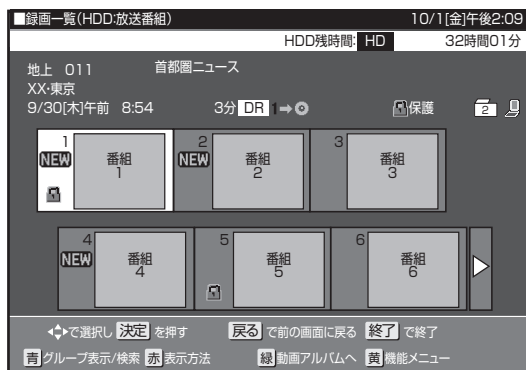 ■録画一覧(HDD:放送番組)
10/1[金]午後2:09
HDD残時間: HD 32時間01分
地上 011 首都圏ニュース
XX・東京
9/30[木]午前 8:54 3分 DR 1→ 保護 2
1 NEW 番組1
2 NEW 番組2
3 番組3
4 NEW 番組4
5 番組5
6 番組6
で選択し 決定 を押す 戻る で前の画面に戻る 終了 で終了
青 グループ表示/検索 赤 表示方法 緑 動画アルバムへ 黄 機能メニュー